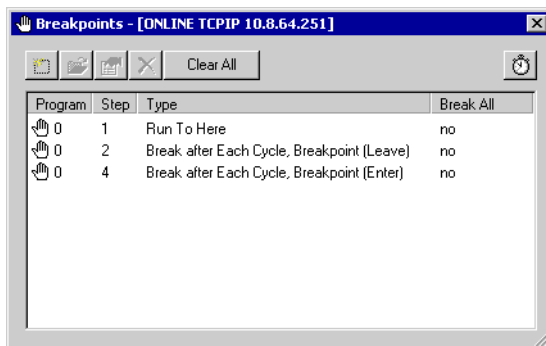 Breakpoints - [ONLINE TCPIP 10.8.64.251]
Clear All
Program Step Type Break All
0 1 Run To Here no
0 2 Break after Each Cycle, Breakpoint (Leave) no
0 4 Break after Each Cycle, Breakpoint (Enter) no